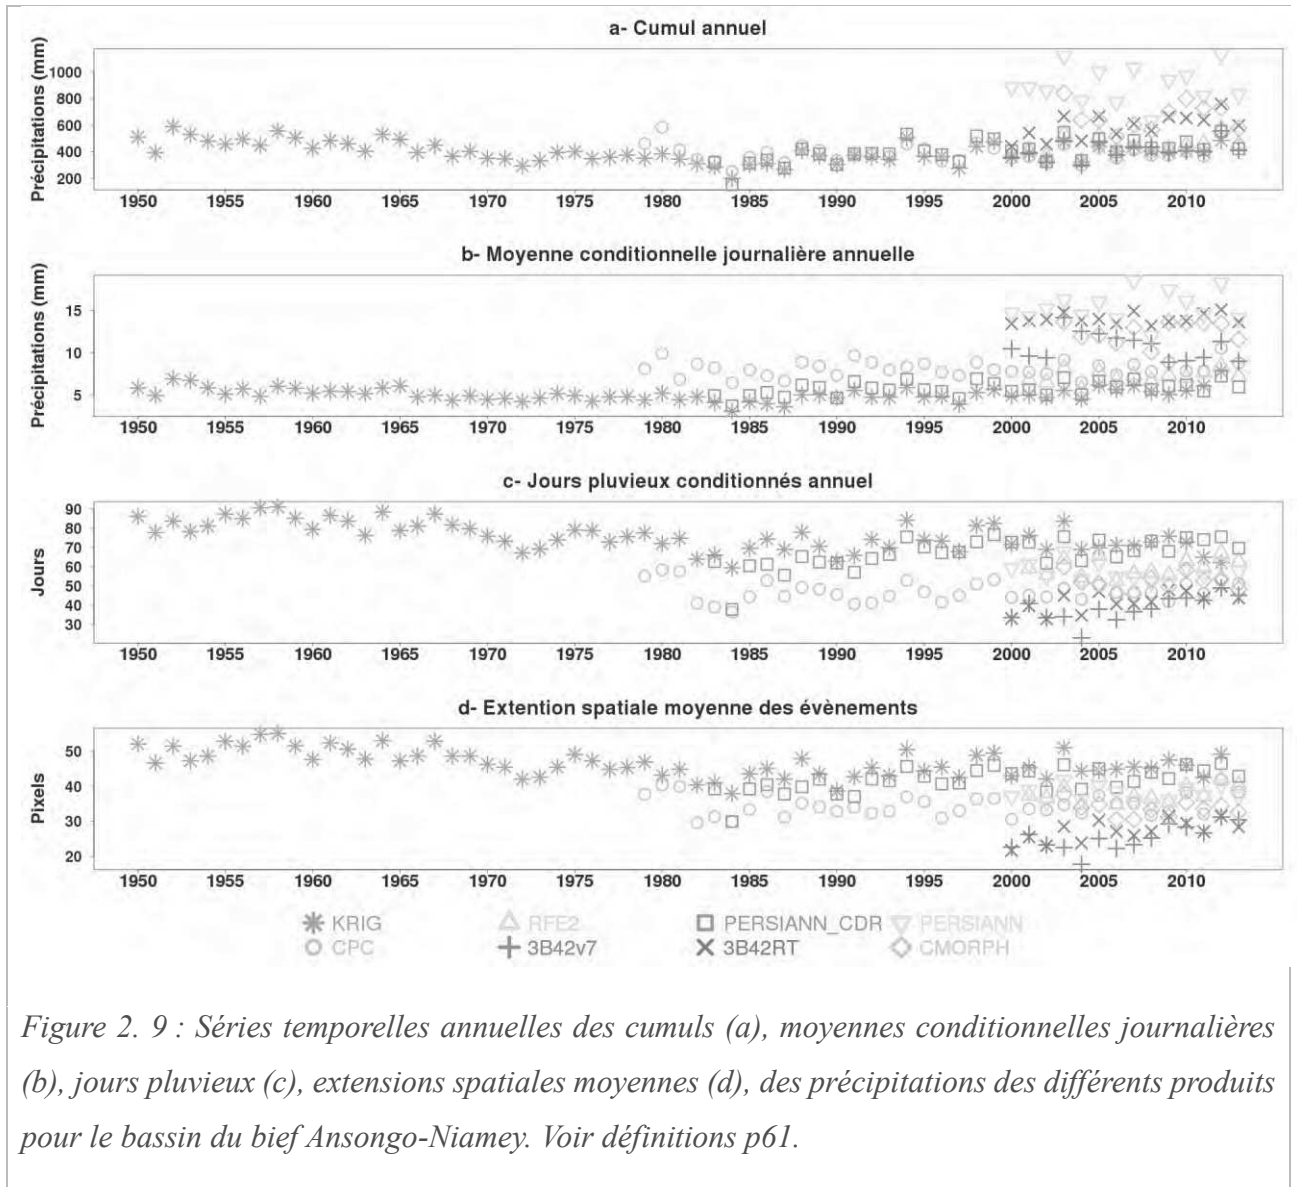 a- Cumul annuel
Précipitations (mm)
1000
800
600
400
200
1950 1955 1960 1965 1970 1975 1980 1985 1990 1995 2000 2005 2010
b- Moyenne conditionnelle journalière annuelle
Précipitations (mm)
15
10
5
1950 1955 1960 1965 1970 1975 1980 1985 1990 1995 2000 2005 2010
c- Jours pluvieux conditionnés annuel
Jours
90
80
70
60
50
40
30
1950 1955 1960 1965 1970 1975 1980 1985 1990 1995 2000 2005 2010
d- Extention spatiale moyenne des évènements
Pixels
50
40
30
20
1950 1955 1960 1965 1970 1975 1980 1985 1990 1995 2000 2005 2010
KRIG RFE2 PERSIANN_CDR PERSIANN
CPC 3B42v7 3B42RT CMORPH
Figure 2. 9 : Séries temporelles annuelles des cumuls (a), moyennes conditionnelles journalières
(b), jours pluvieux (c), extensions spatiales moyennes (d), des précipitations des différents produits
pour le bassin du bief Ansongo-Niamey. Voir définitions p61.